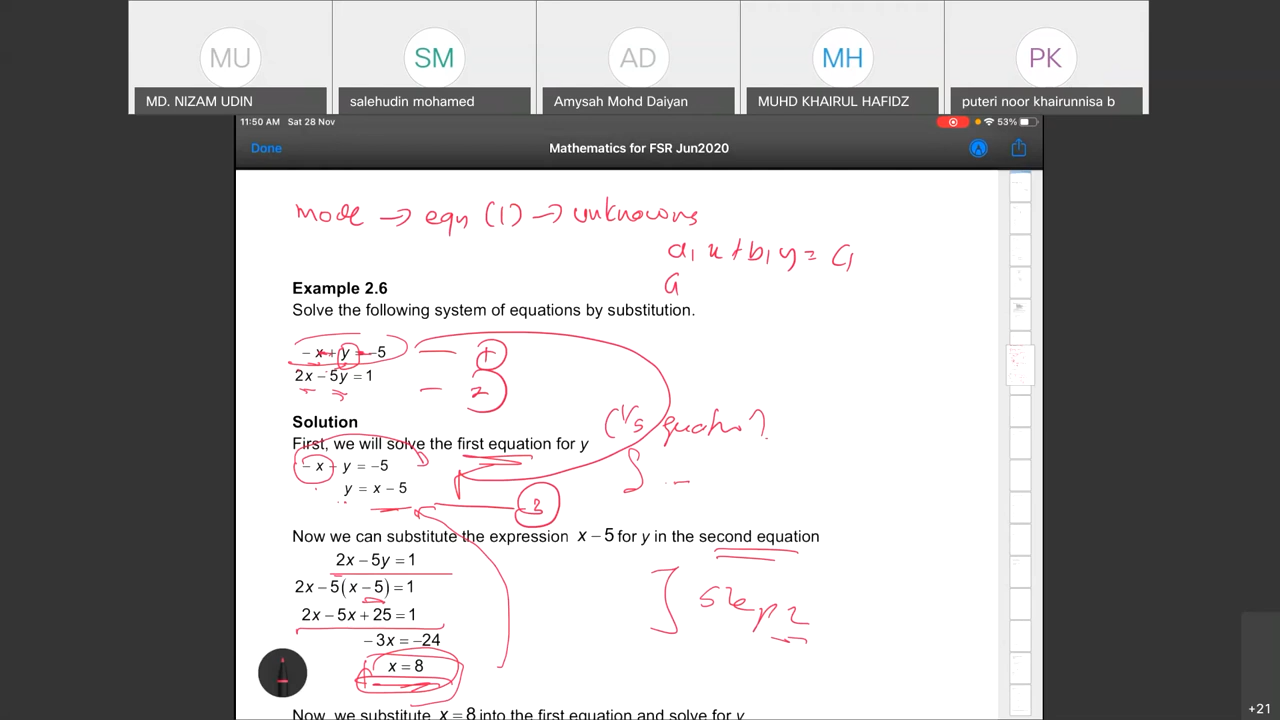 MU SM AD MH PK
MD. NIZAM UDIN salehudin mohamed Amysah Mohd Daiyan MUHD KHAIRUL HAFIDZ puteri noor khairunnisa b
11:50 AM Sat 28 Nov 53%
Done Mathematics for FSR Jun2020
mode → eqn (1) → unknowns
a₁ x + b₁ y = c₁
Example 2.6
Solve the following system of equations by substitution.
-x + y = -5 — 1
2x - 5y = 1 — 2
Solution
First, we will solve the first equation for y
-x + y = -5
y = x - 5 3
Now we can substitute the expression x - 5 for y in the second equation
2x - 5y = 1
2x - 5(x - 5) = 1
2x - 5x + 25 = 1 step 2
-3x = -24
x = 8
Now, we substitute x = 8 into the first equation and solve for y
+21